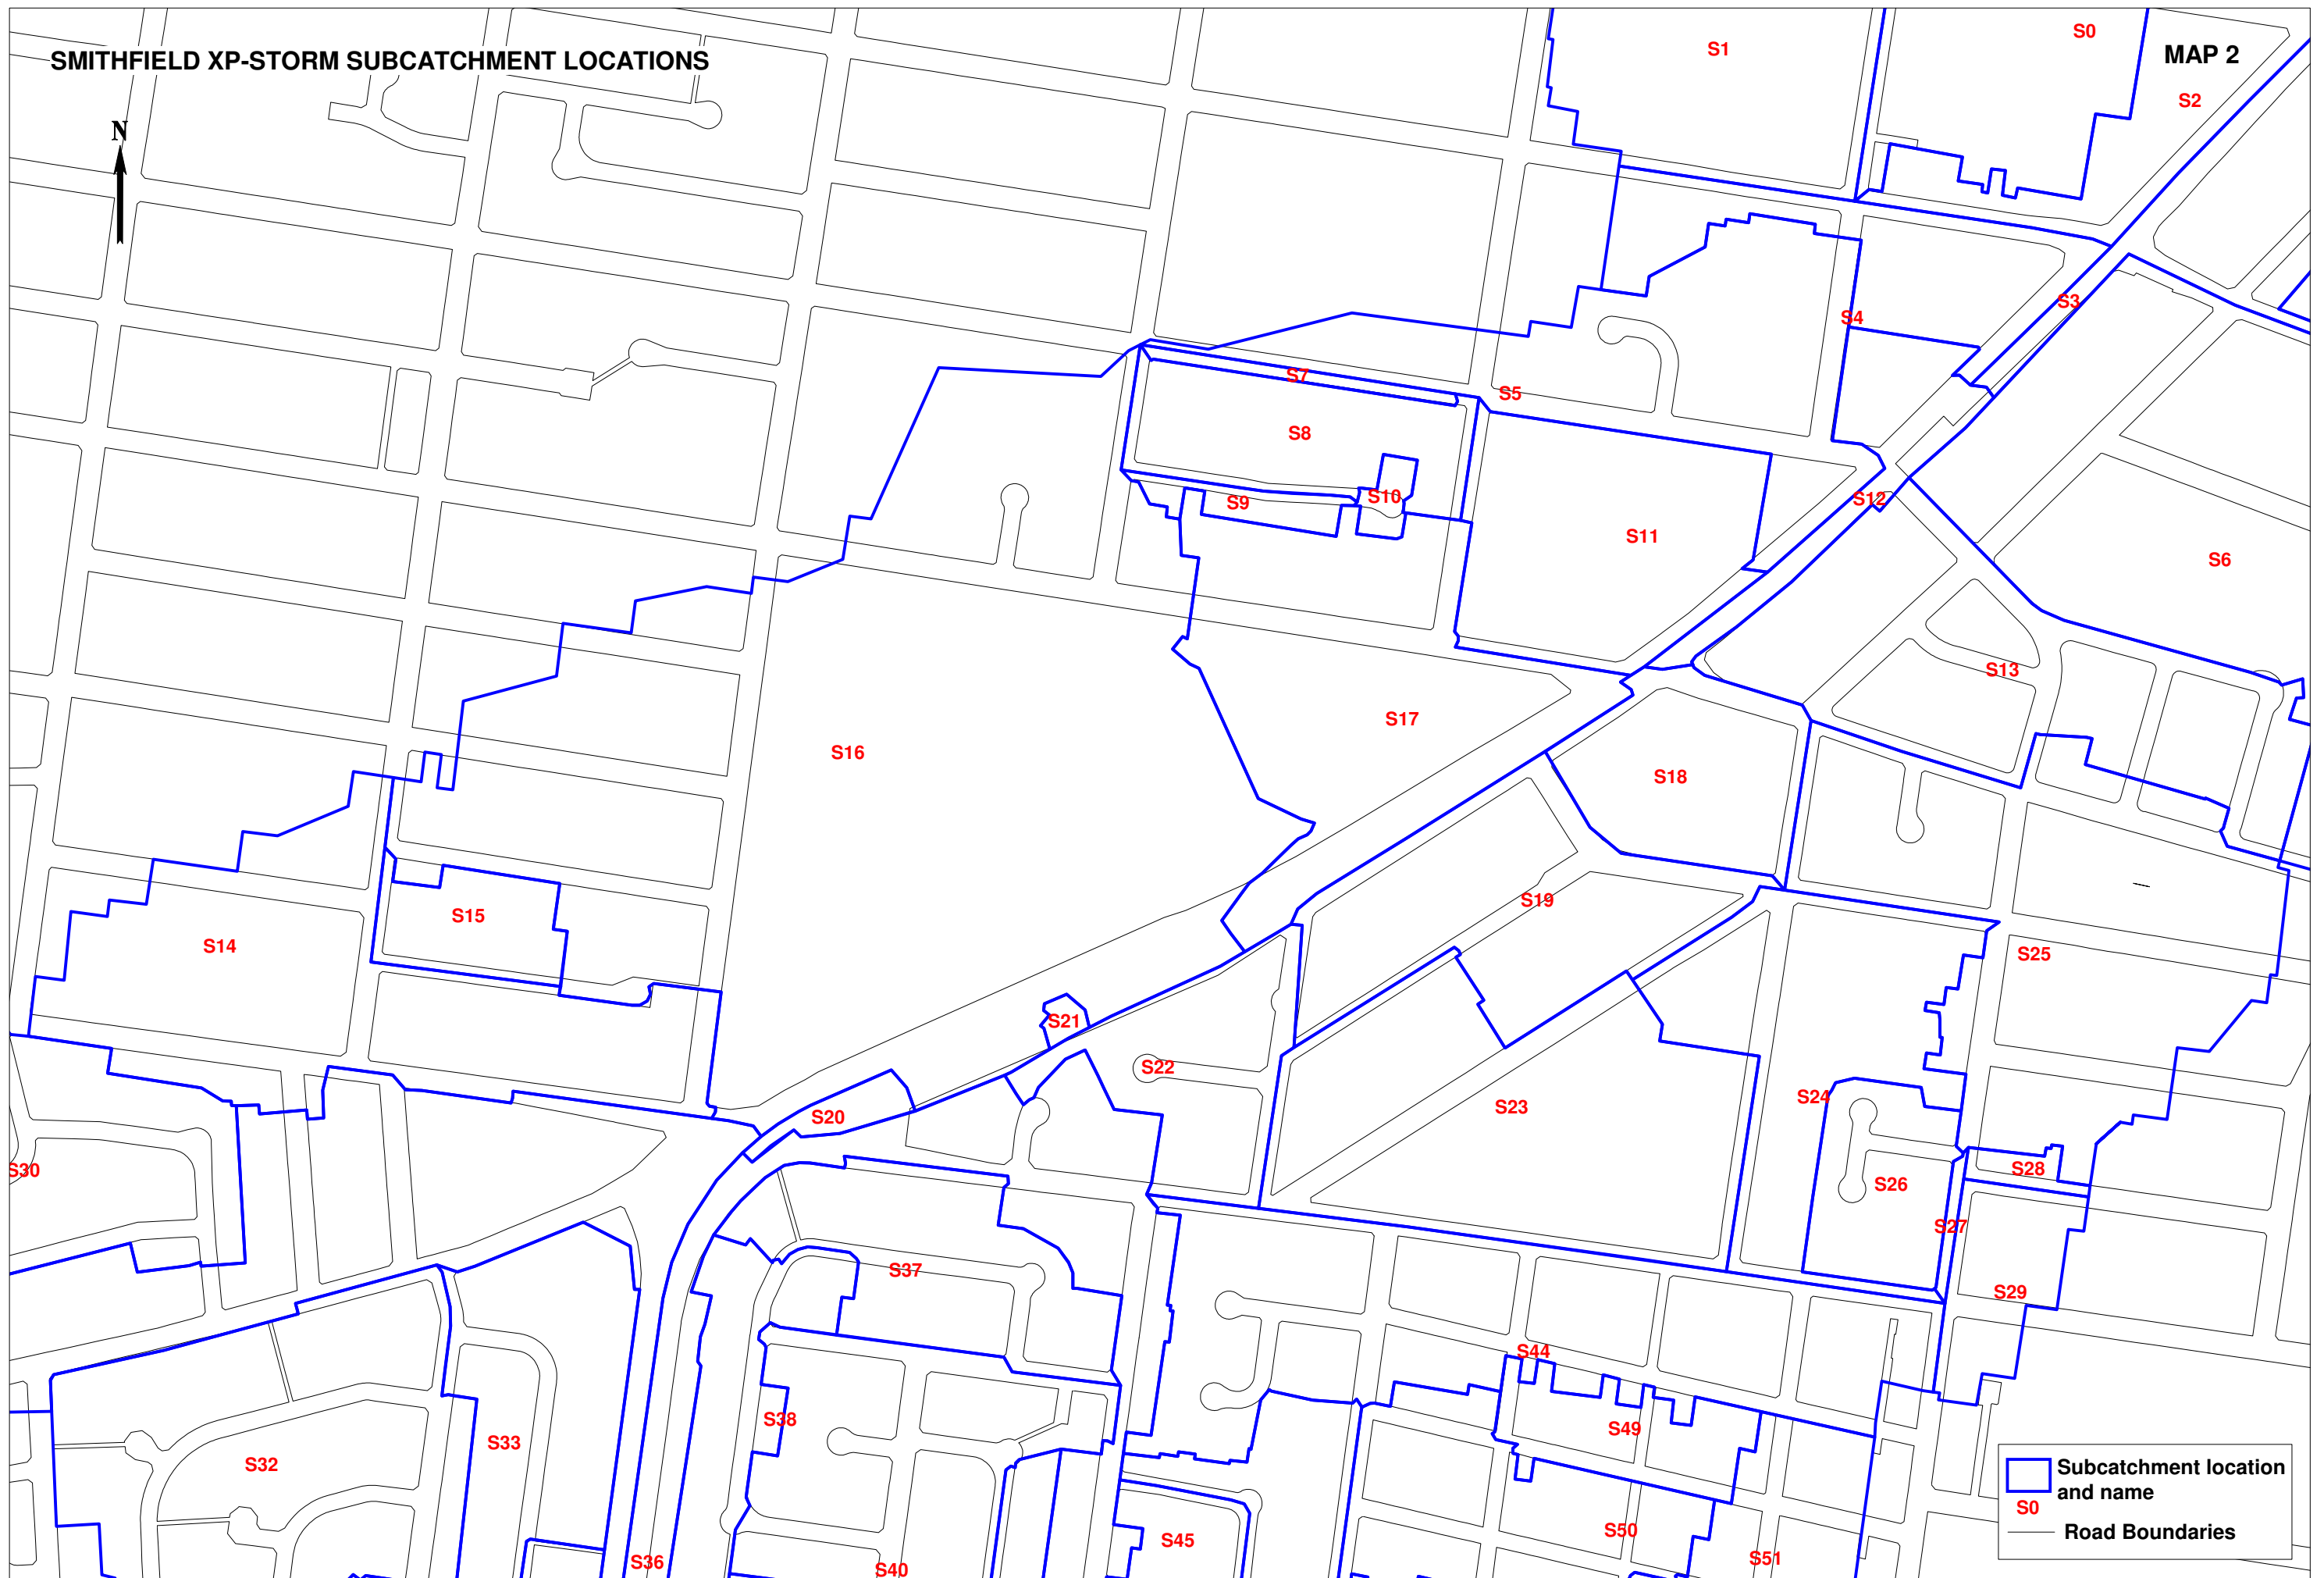 SMITHFIELD XP-STORM SUBCATCHMENT LOCATIONS
MAP 2
N
S0
S1
S2
S3
S4
S7
S5
S8
S9
S10
S12
S11
S6
S13
S17
S16
S18
S19
S15
S14
S25
S21
S22
S24
S23
S20
S30
S28
S26
S27
S37
S29
S44
S38
S49
S33
S32
S45
S50
S51
S36
S40
Subcatchment location
and name
S0
Road Boundaries